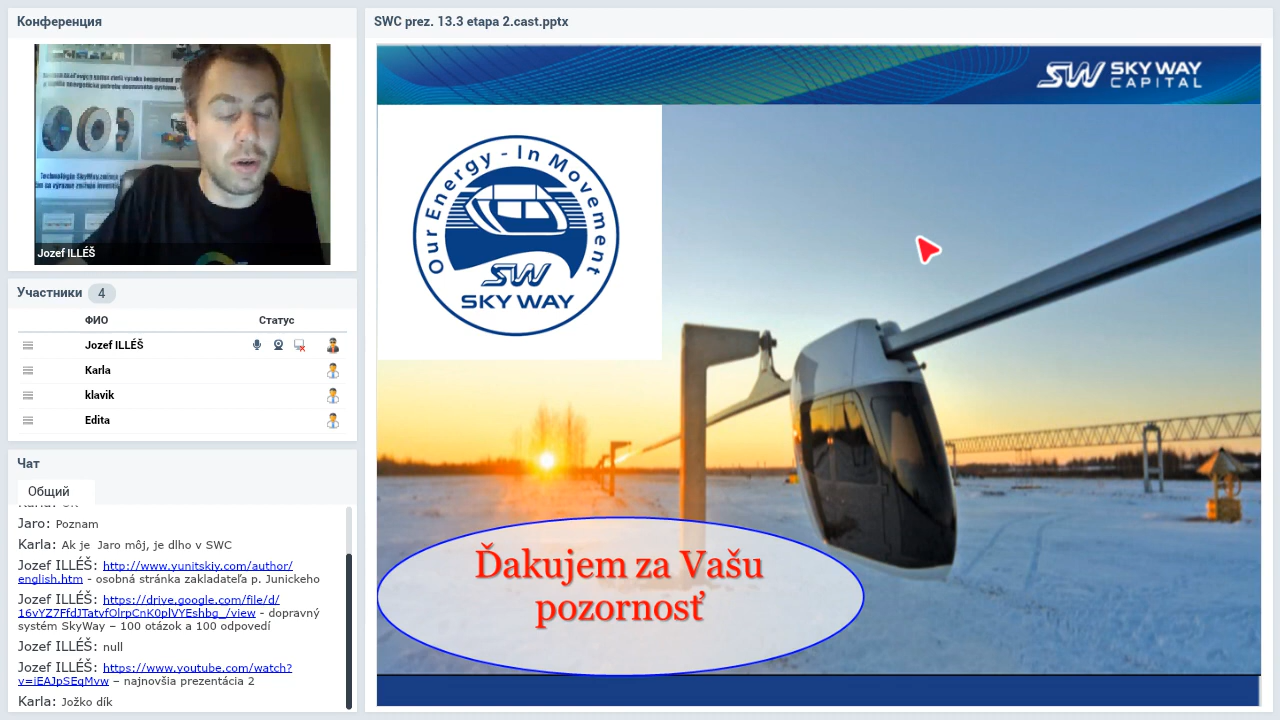 Конференция
Jozef ILLÉŠ
Участники 4
ФИО Статус
Jozef ILLÉŠ
Karla
klavik
Edita
Чат
Общий
Jaro: Poznam
Karla: Ak je Jaro môj, je dlho v SWC
Jozef ILLÉŠ: http://www.yunitskiy.com/author/
english.htm - osobná stránka zakladateľa p. Junickeho
Jozef ILLÉŠ: https://drive.google.com/file/d/
16vYZ7FfdJTatvfOlrpCnK0plVYEshbg_/view - dopravný
systém SkyWay – 100 otázok a 100 odpovedí
Jozef ILLÉŠ: null
Jozef ILLÉŠ: https://www.youtube.com/watch?
v=iEAJpSEqMvw – najnovšia prezentácia 2
Karla: Jožko dík
SWC prez. 13.3 etapa 2.cast.pptx
SW SKY WAY
CAPITAL
Our Energy - In Movement
SW
SKY WAY
Ďakujem za Vašu
pozornosť